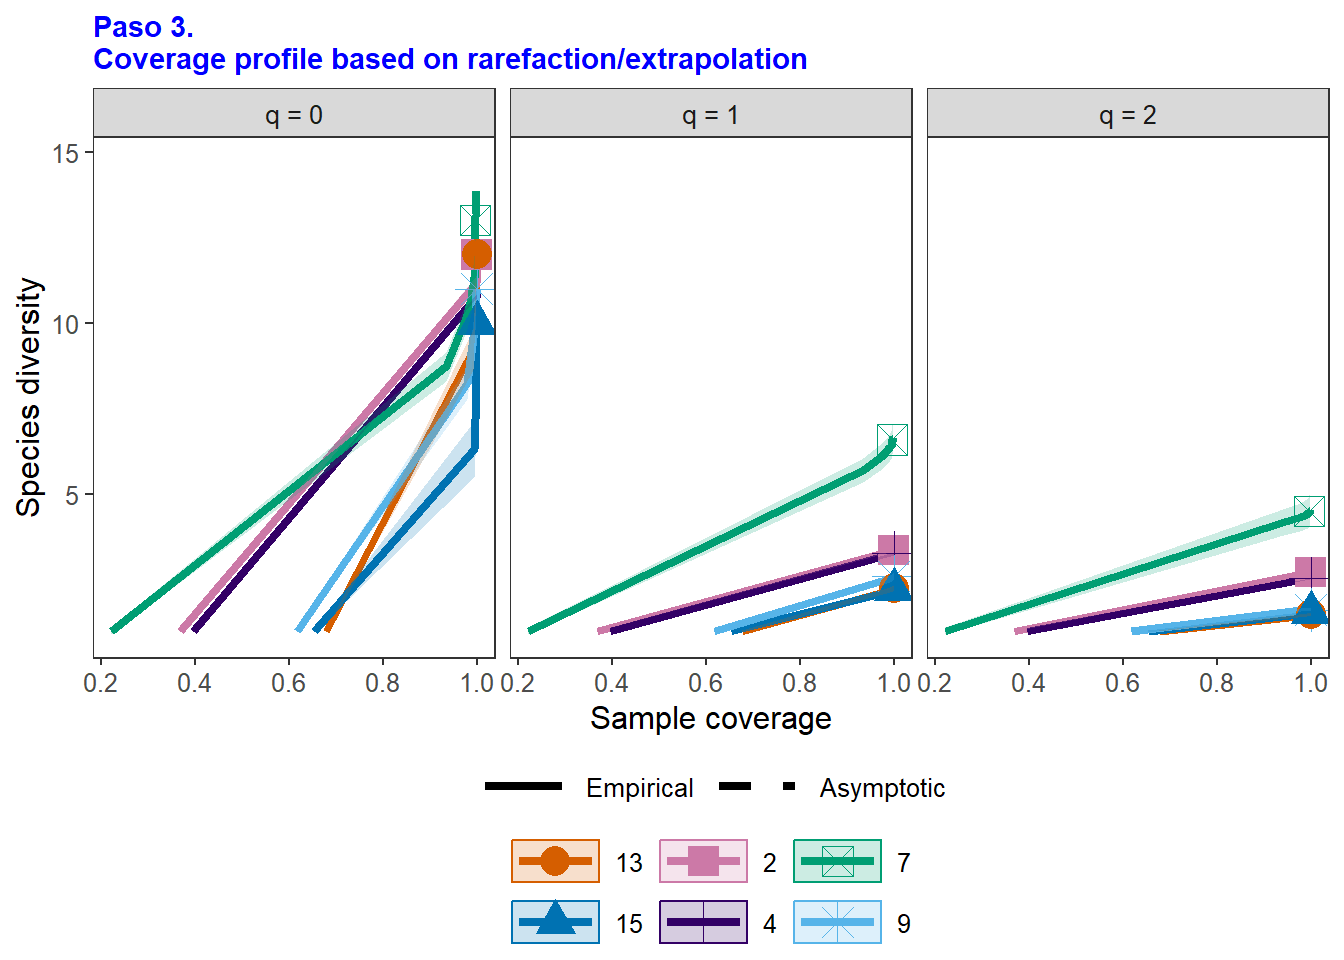 Paso 3.
Coverage profile based on rarefaction/extrapolation
q = 0
q = 1
q = 2
Species diversity
15
10
5
0.2 0.4 0.6 0.8 1.0
0.2 0.4 0.6 0.8 1.0
0.2 0.4 0.6 0.8 1.0
Sample coverage
Empirical
Asymptotic
13
2
7
15
4
9